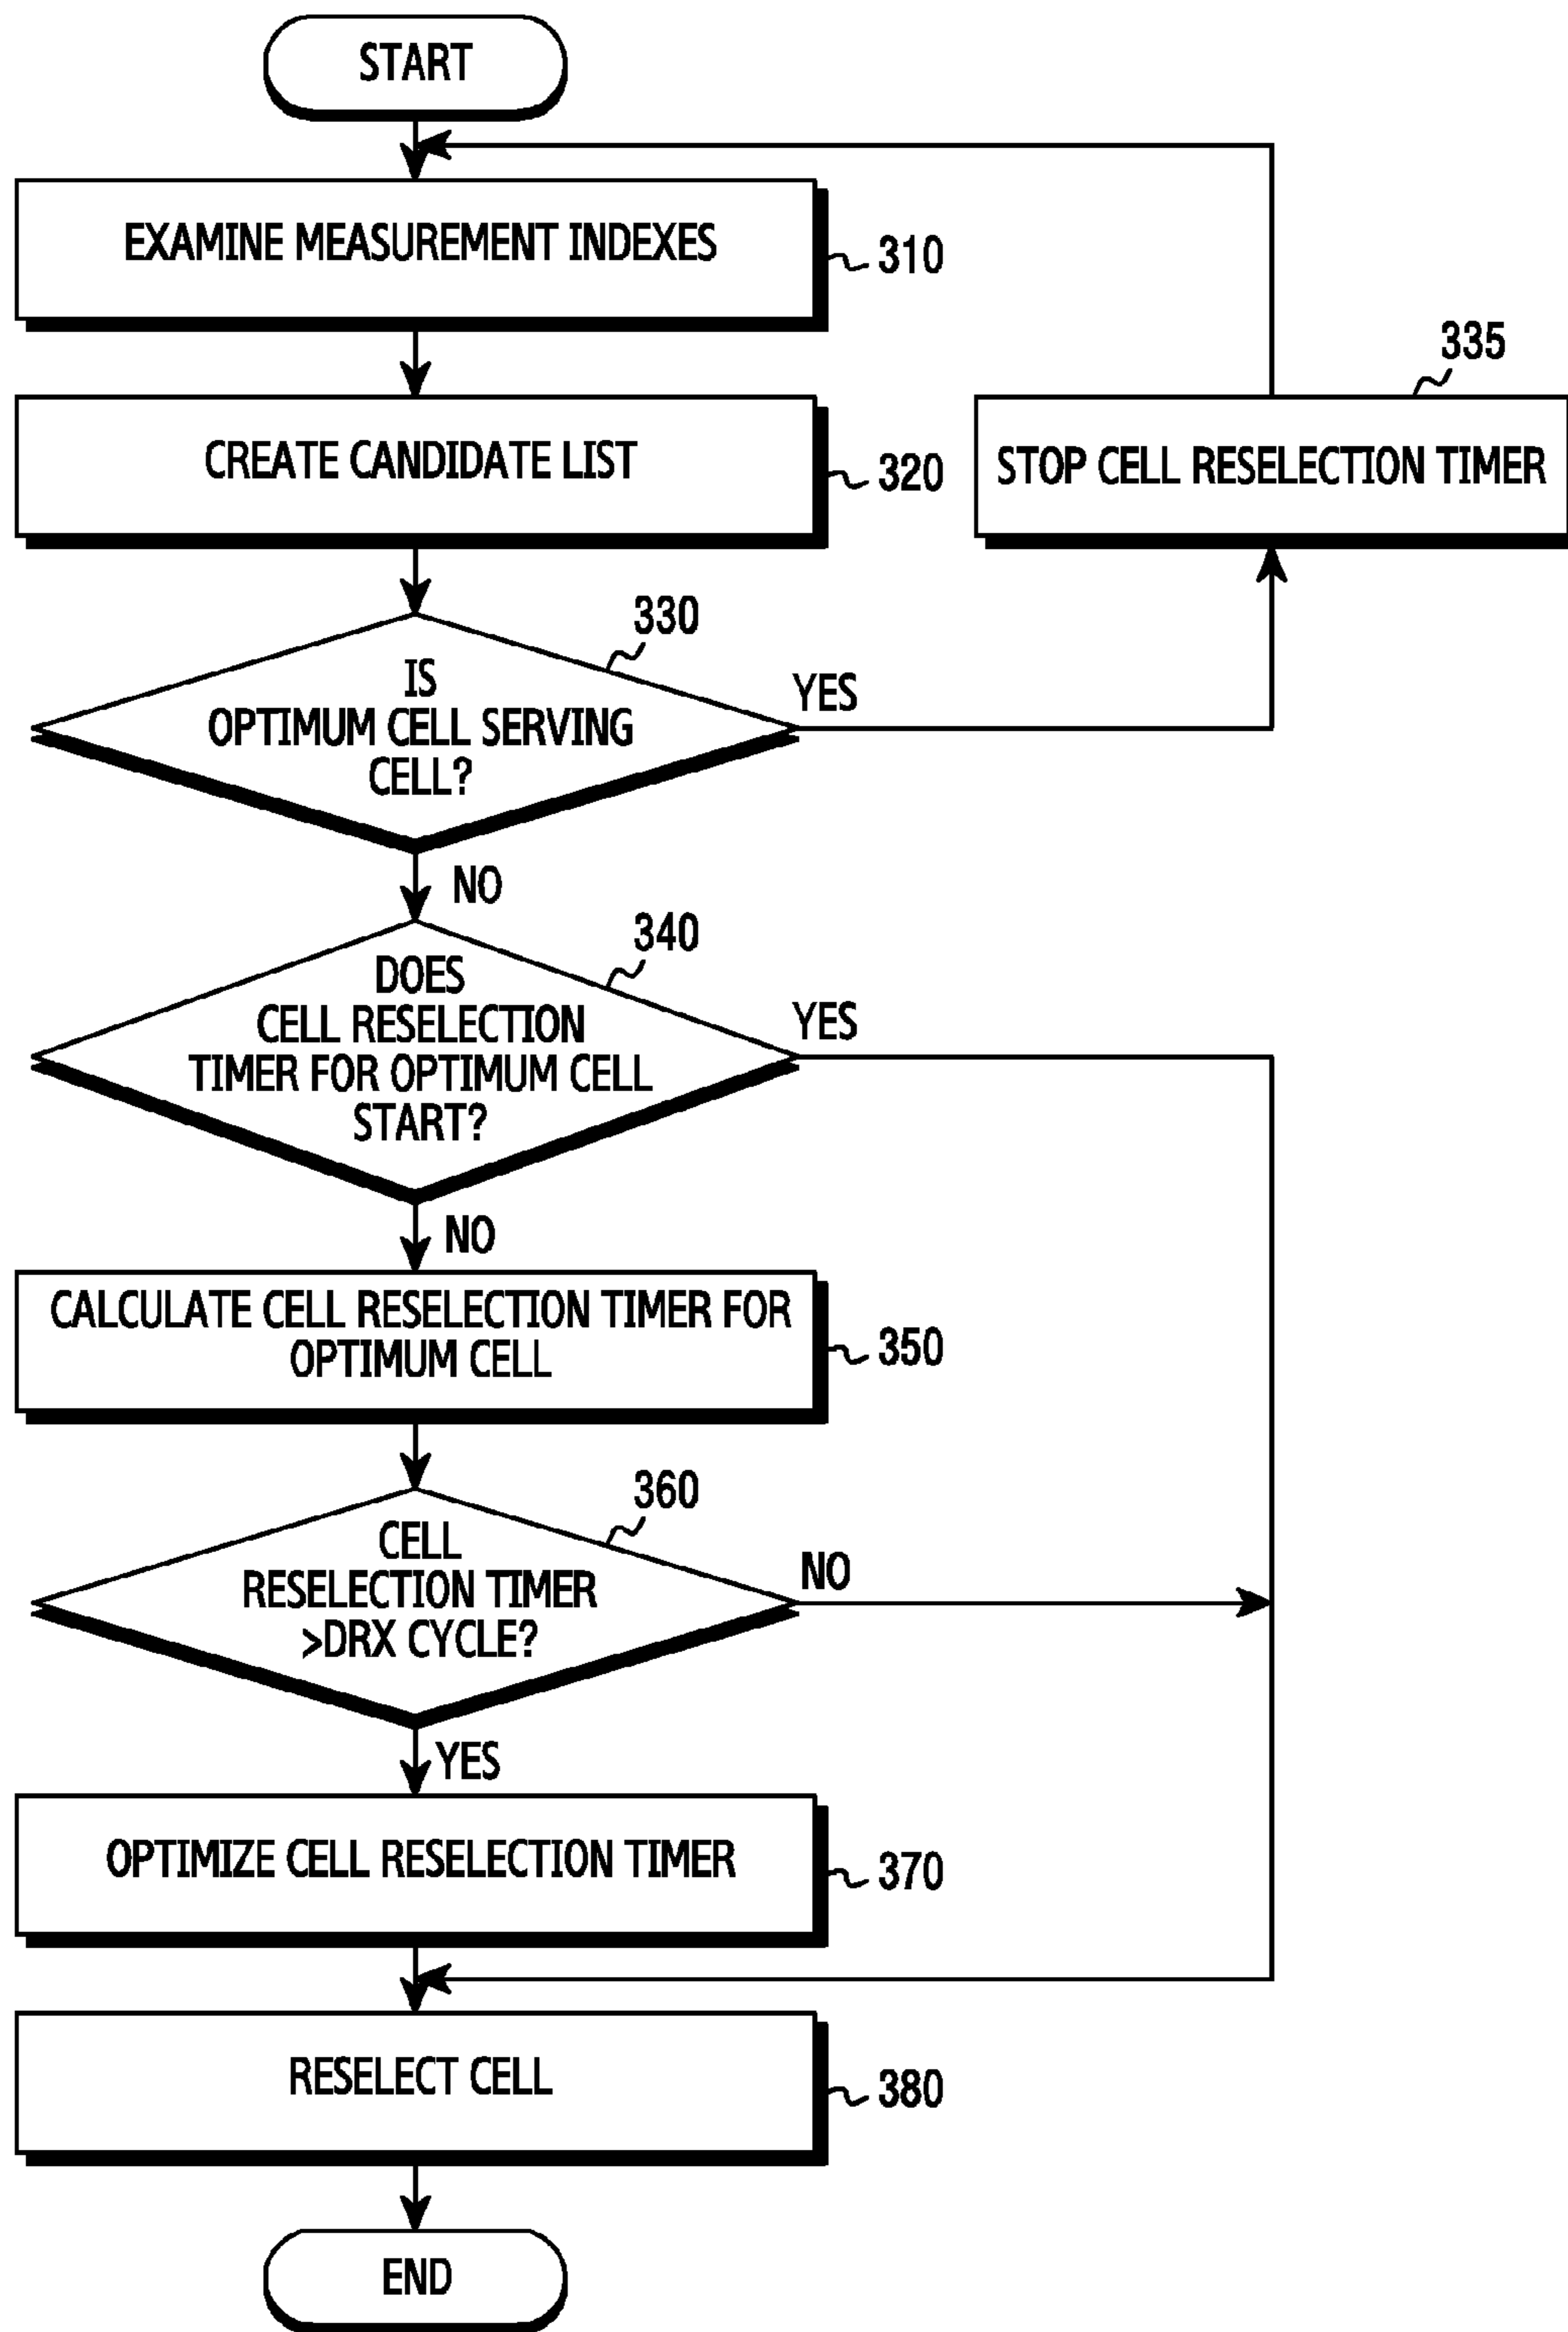 START
EXAMINE MEASUREMENT INDEXES
310
335
CREATE CANDIDATE LIST
320
STOP CELL RESELECTION TIMER
330
IS
OPTIMUM CELL SERVING
CELL?
YES
NO
340
DOES
CELL RESELECTION
TIMER FOR OPTIMUM CELL
START?
YES
NO
CALCULATE CELL RESELECTION TIMER FOR
OPTIMUM CELL
350
360
CELL
RESELECTION TIMER
>DRX CYCLE?
NO
YES
OPTIMIZE CELL RESELECTION TIMER
370
RESELECT CELL
380
END